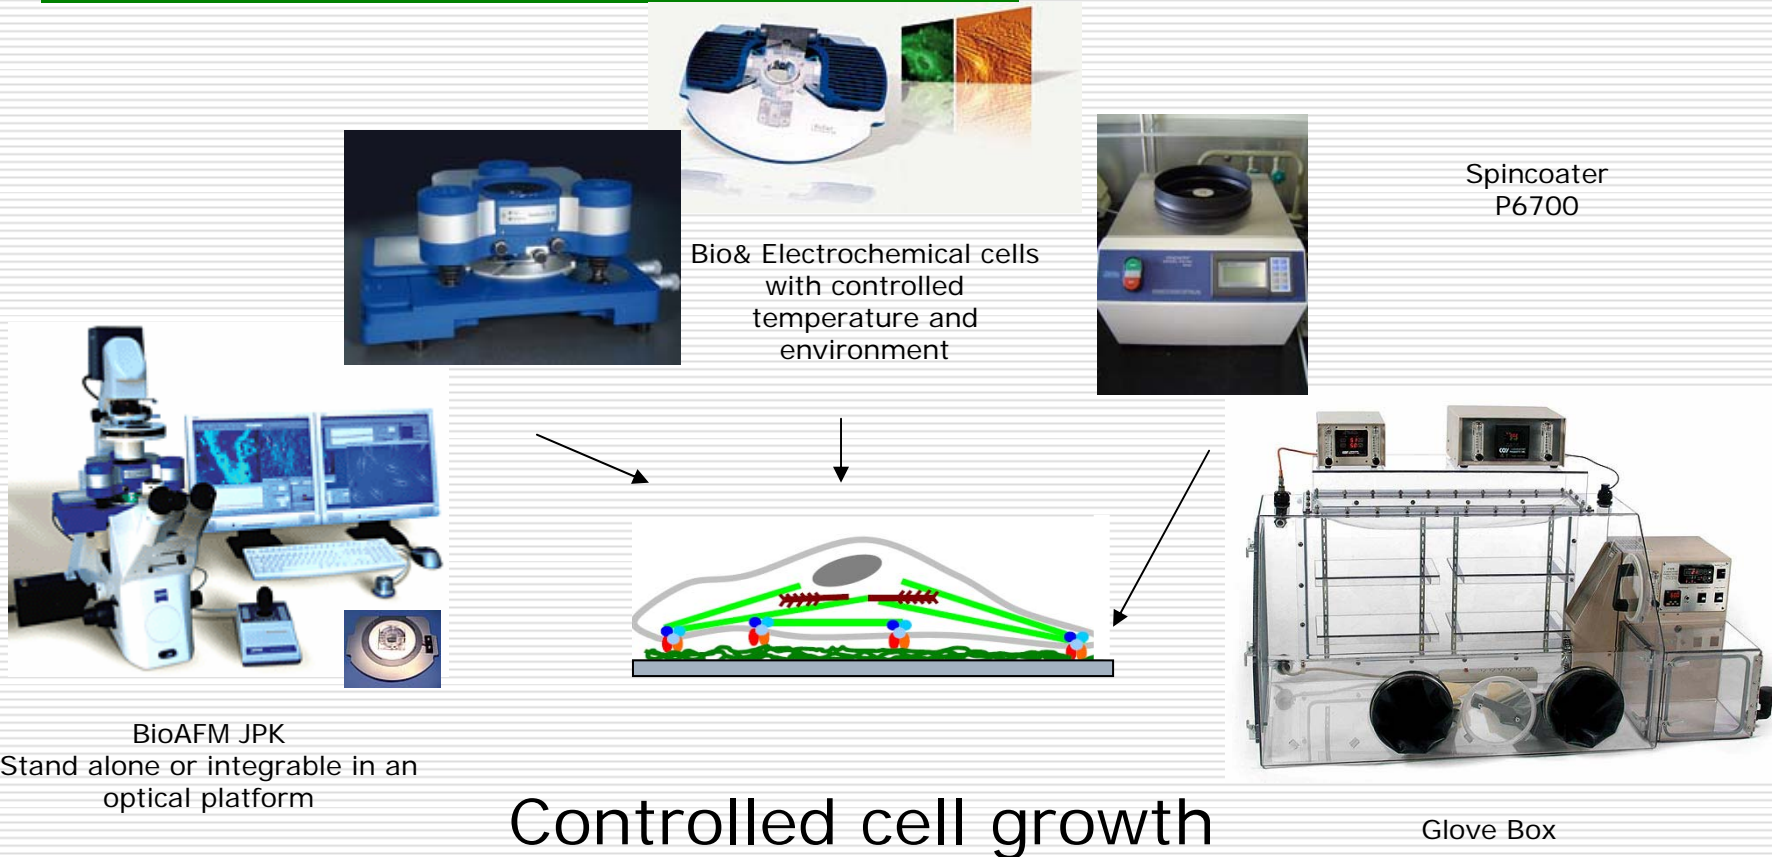 Spincoater
P6700
Bio& Electrochemical cells
with controlled
temperature and
environment
BioAFM JPK
Stand alone or integrable in an
optical platform
Controlled cell growth
Glove Box